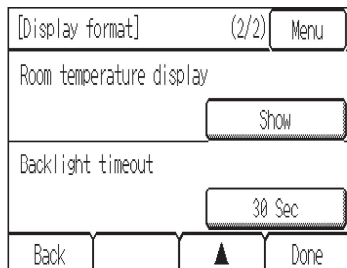 [Display format] (2/2) Menu
Room temperature display
Show
Backlight timeout
30 Sec
Back ▲ Done